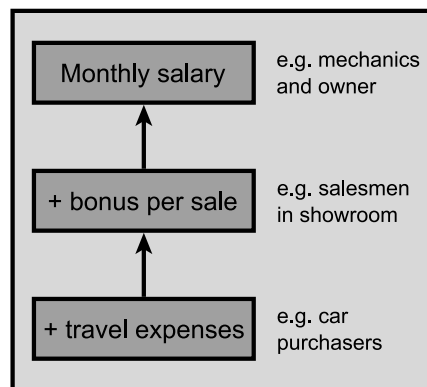 Monthly salary
e.g. mechanics
and owner
+ bonus per sale
e.g. salesmen
in showroom
+ travel expenses
e.g. car
purchasers